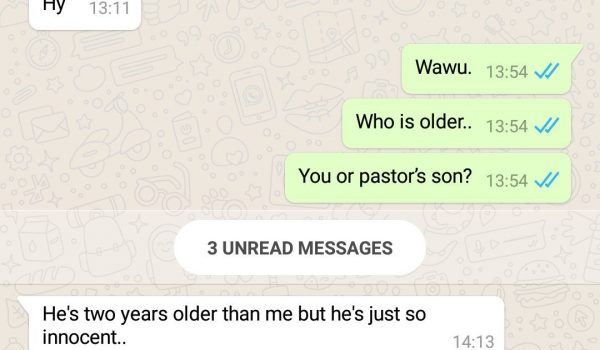 Hy 13:11
Wawu. 13:54
Who is older.. 13:54
You or pastor's son? 13:54
3 UNREAD MESSAGES
He's two years older than me but he's just so
innocent.. 14:13